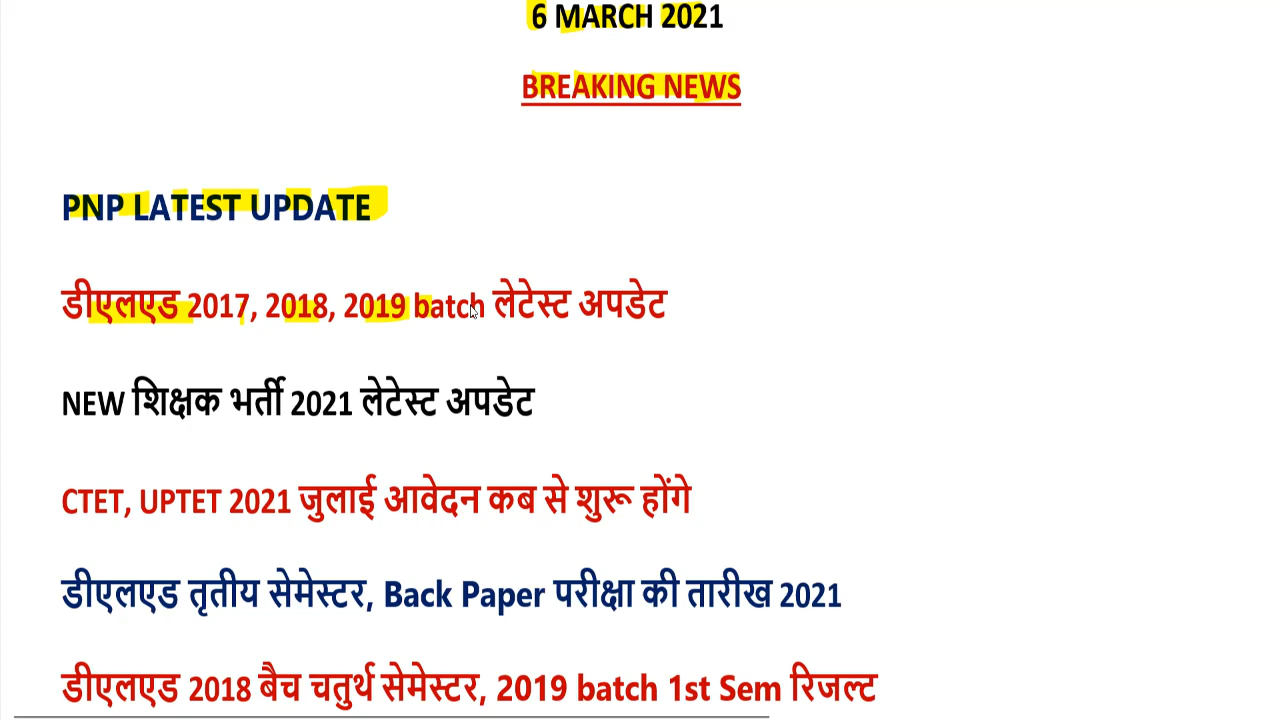 6 MARCH 2021
BREAKING NEWS
PNP LATEST UPDATE
डीएलएड 2017, 2018, 2019 batch लेटेस्ट अपडेट
NEW शिक्षक भर्ती 2021 लेटेस्ट अपडेट
CTET, UPTET 2021 जुलाई आवेदन कब से शुरू होंगे
डीएलएड तृतीय सेमेस्टर, Back Paper परीक्षा की तारीख 2021
डीएलएड 2018 बैच चतुर्थ सेमेस्टर, 2019 batch 1st Sem रिजल्ट